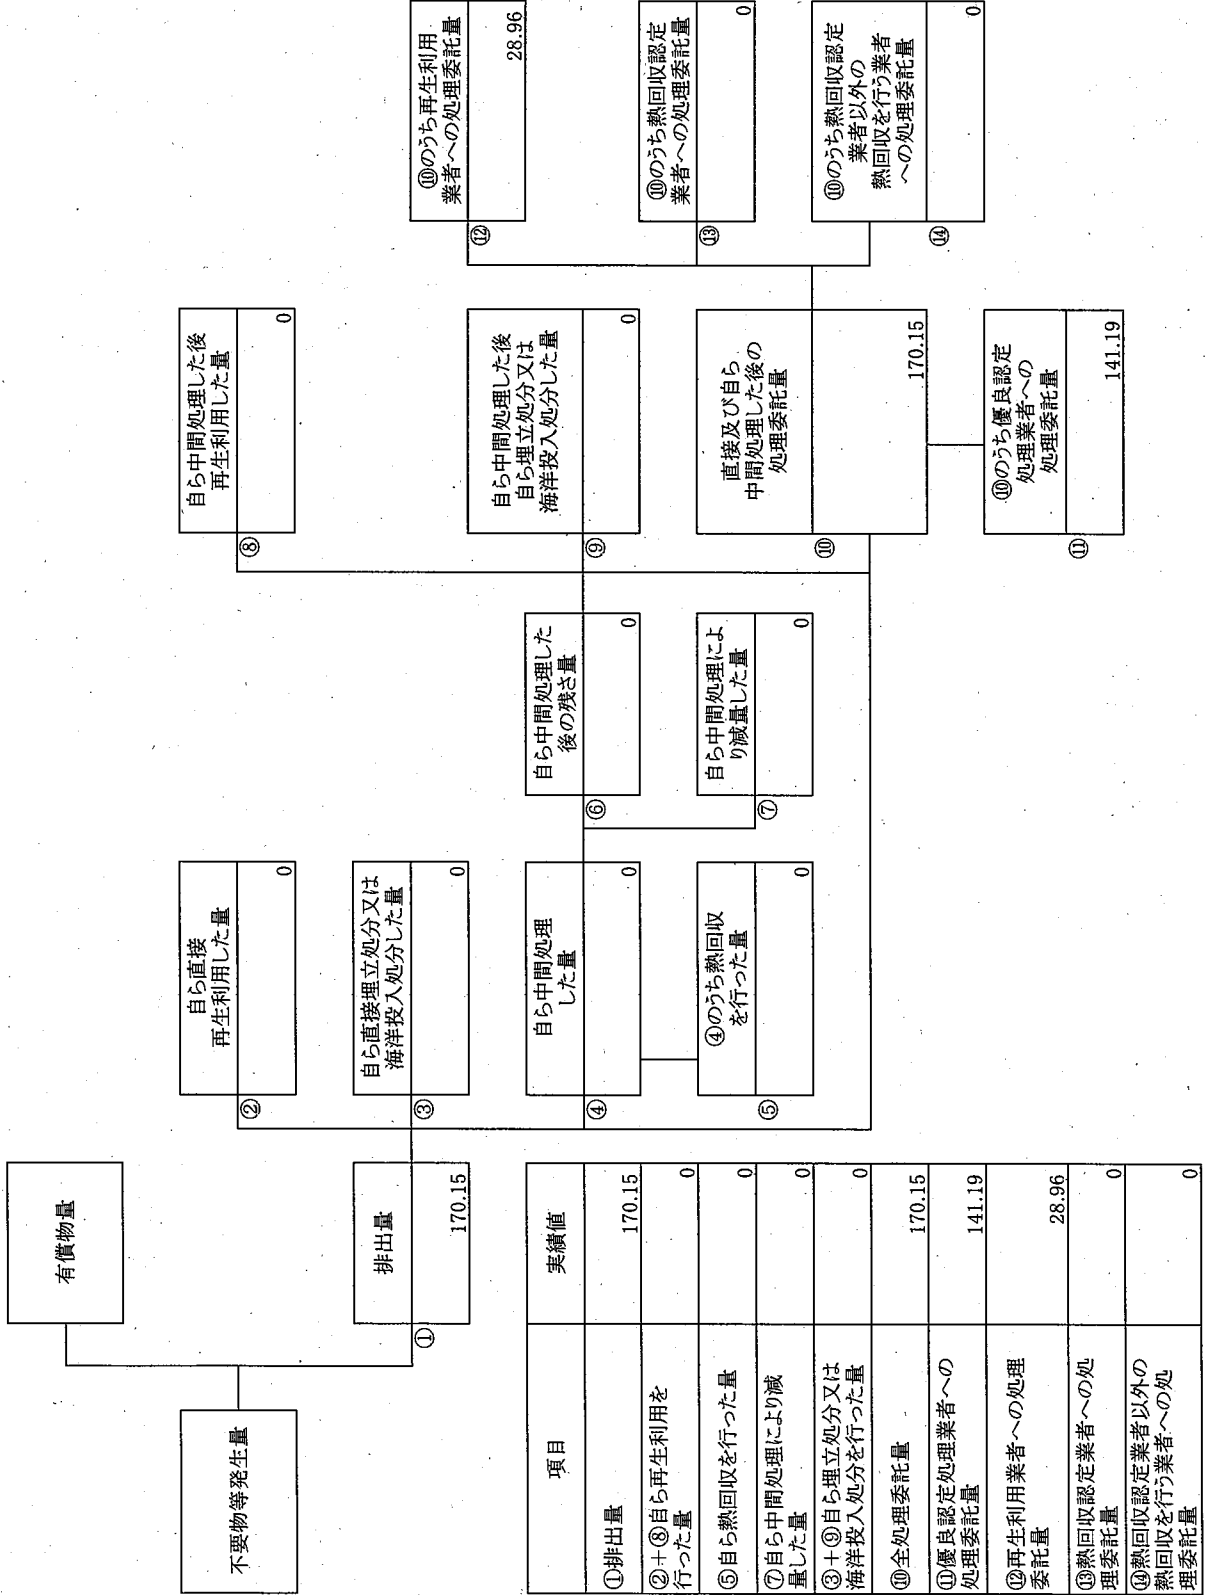 不要物等発生量
有償物量
排出量
①
170.15
自ら直接
再生利用した量
②
0
自ら直接埋立処分又は
海洋投入処分した量
③
0
自ら中間処理
した量
④
0
④のうち熱回収
を行った量
⑤
0
自ら中間処理した
後の残さ量
⑥
0
自ら中間処理によ
り減量した量
⑦
0
自ら中間処理した後
再生利用した量
⑧
0
自ら中間処理した後
自ら埋立処分又は
海洋投入処分した量
⑨
0
直接及び自ら
中間処理した後の
処理委託量
⑩
170.15
⑩のうち優良認定
処理業者への
処理委託量
⑪
141.19
⑩のうち再生利用
業者への処理委託量
⑫
28.96
⑩のうち熱回収認定
業者への処理委託量
⑬
0
⑩のうち熱回収認定
業者以外の
熱回収を行う業者
への処理委託量
⑭
0
項目 実績値
①排出量 170.15
②+⑧自ら再生利用を
行った量 0
⑤自ら熱回収を行った量 0
⑦自ら中間処理により減
量した量 0
③+⑨自ら埋立処分又は
海洋投入処分を行った量 0
⑩全処理委託量 170.15
⑪優良認定処理業者への
処理委託量 141.19
⑫再生利用業者への処理
委託量 28.96
⑬熱回収認定業者への処
理委託量 0
⑭熱回収認定業者以外の
熱回収を行う業者への処
理委託量 0